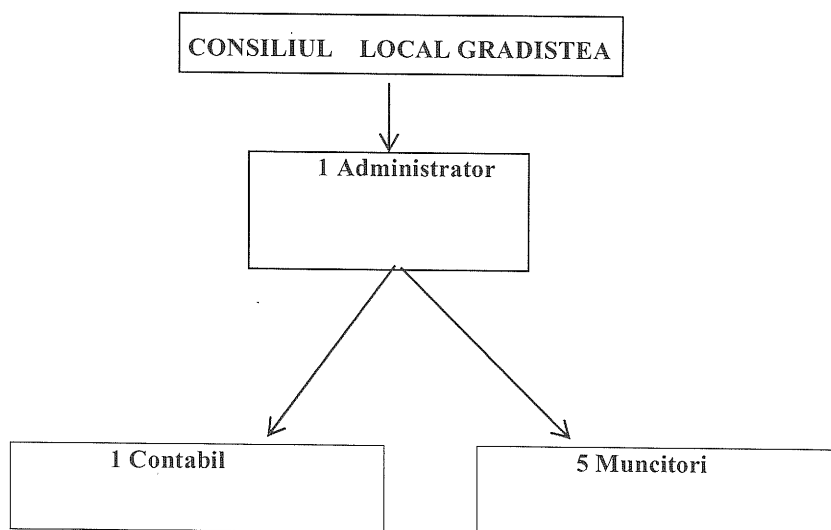 CONSILIUL LOCAL GRADISTEA
1 Administrator
1 Contabil
5 Muncitori